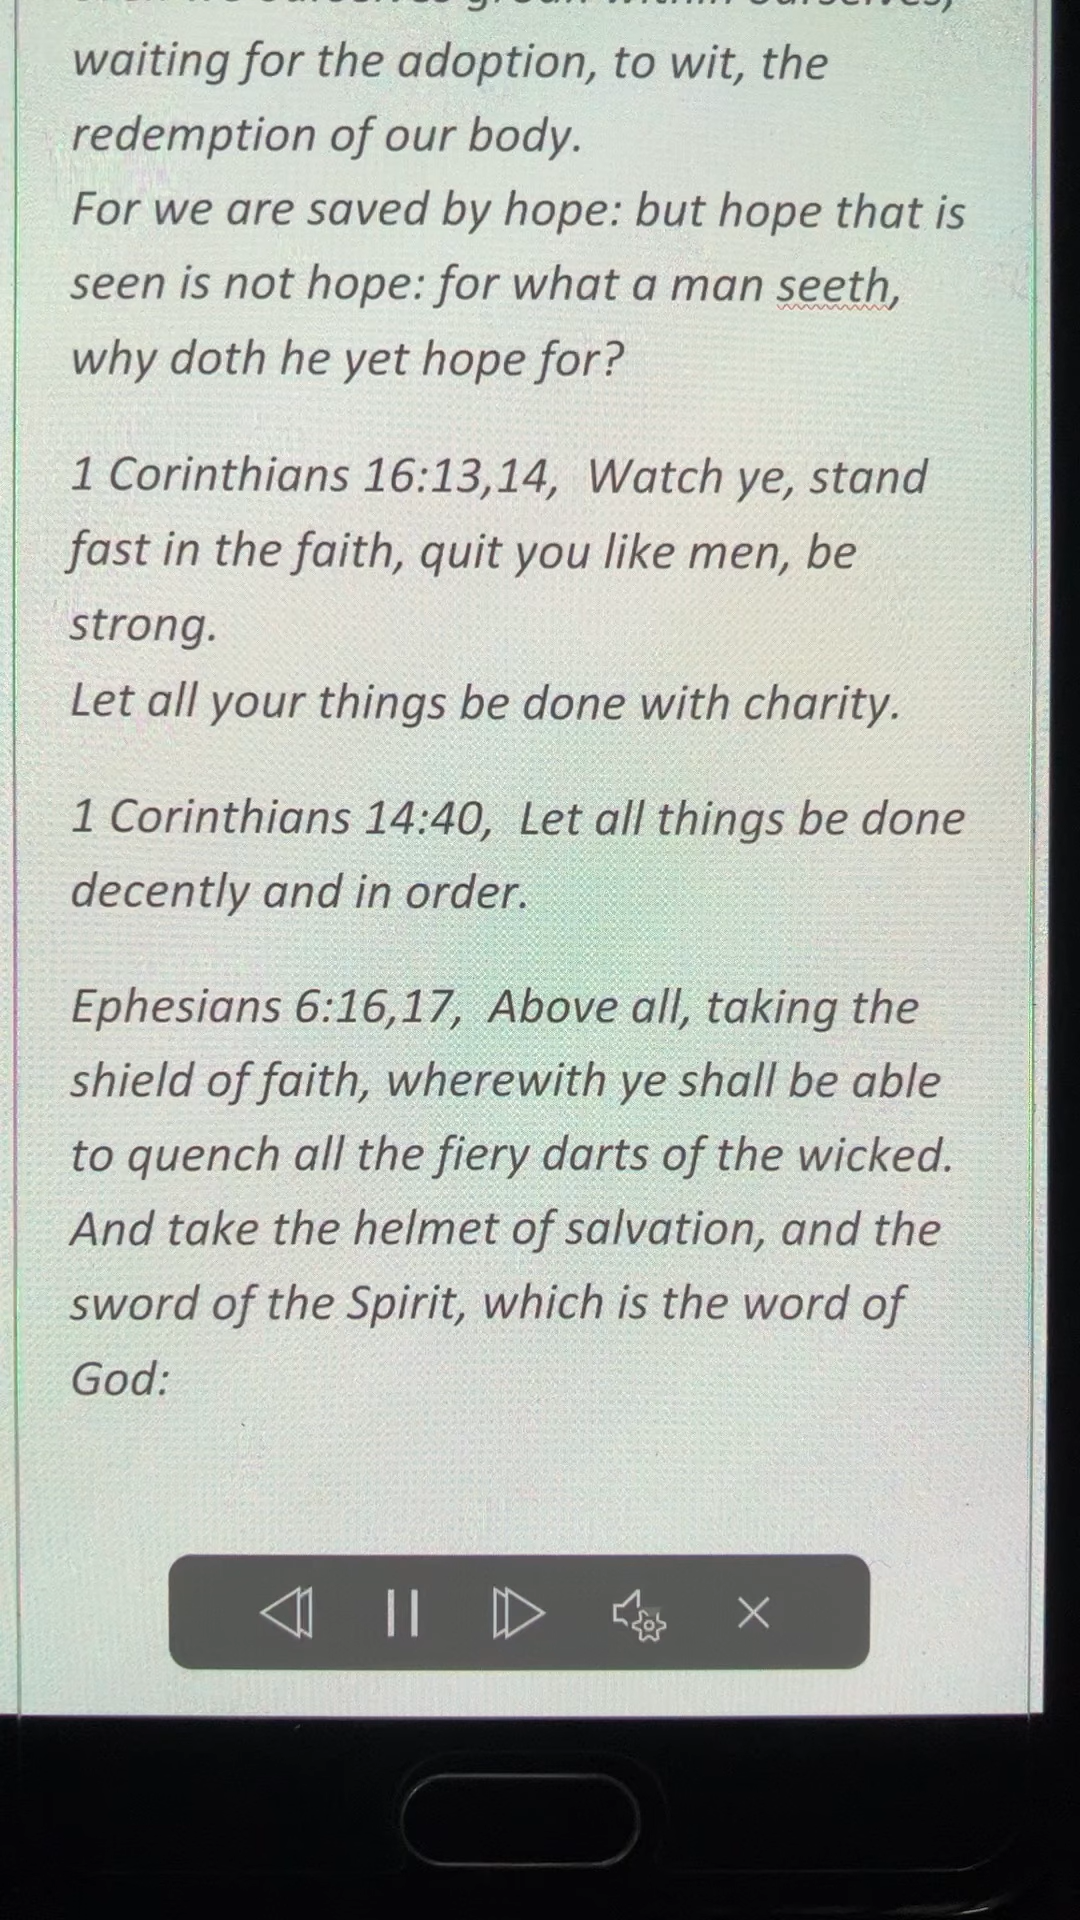 waiting for the adoption, to wit, the
redemption of our body.
For we are saved by hope: but hope that is
seen is not hope: for what a man seeth,
why doth he yet hope for?
1 Corinthians 16:13,14, Watch ye, stand
fast in the faith, quit you like men, be
strong.
Let all your things be done with charity.
1 Corinthians 14:40, Let all things be done
decently and in order.
Ephesians 6:16,17, Above all, taking the
shield of faith, wherewith ye shall be able
to quench all the fiery darts of the wicked.
And take the helmet of salvation, and the
sword of the Spirit, which is the word of
God: